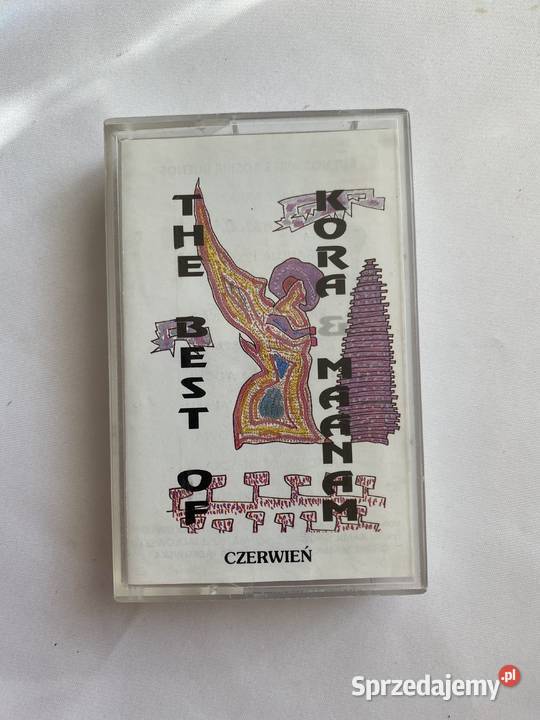 THE BEST OF
KORA & MAANAM
CZERWIEŃ
Sprzedajemy.pl